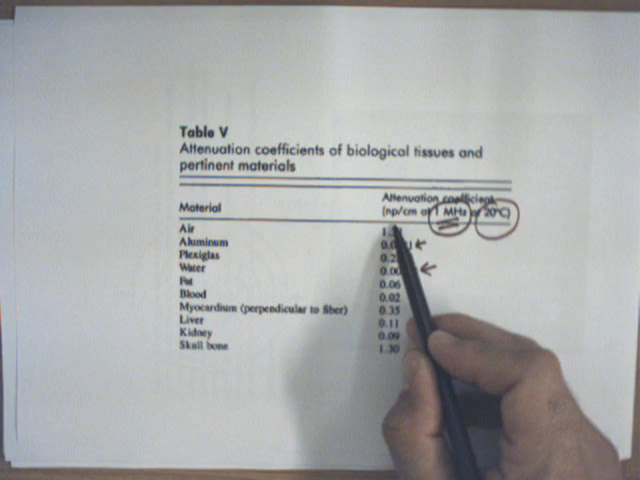 Table V
Attenuation coefficients of biological tissues and
pertinent materials
Material
Attenuation coefficient
(np/cm at 1 MHz 20°C)
Air
Aluminum
Plexiglas
Water
Fat 0.06
Blood 0.02
Myocardium (perpendicular to fiber) 0.35
Liver 0.11
Kidney 0.09
Skull bone 1.30